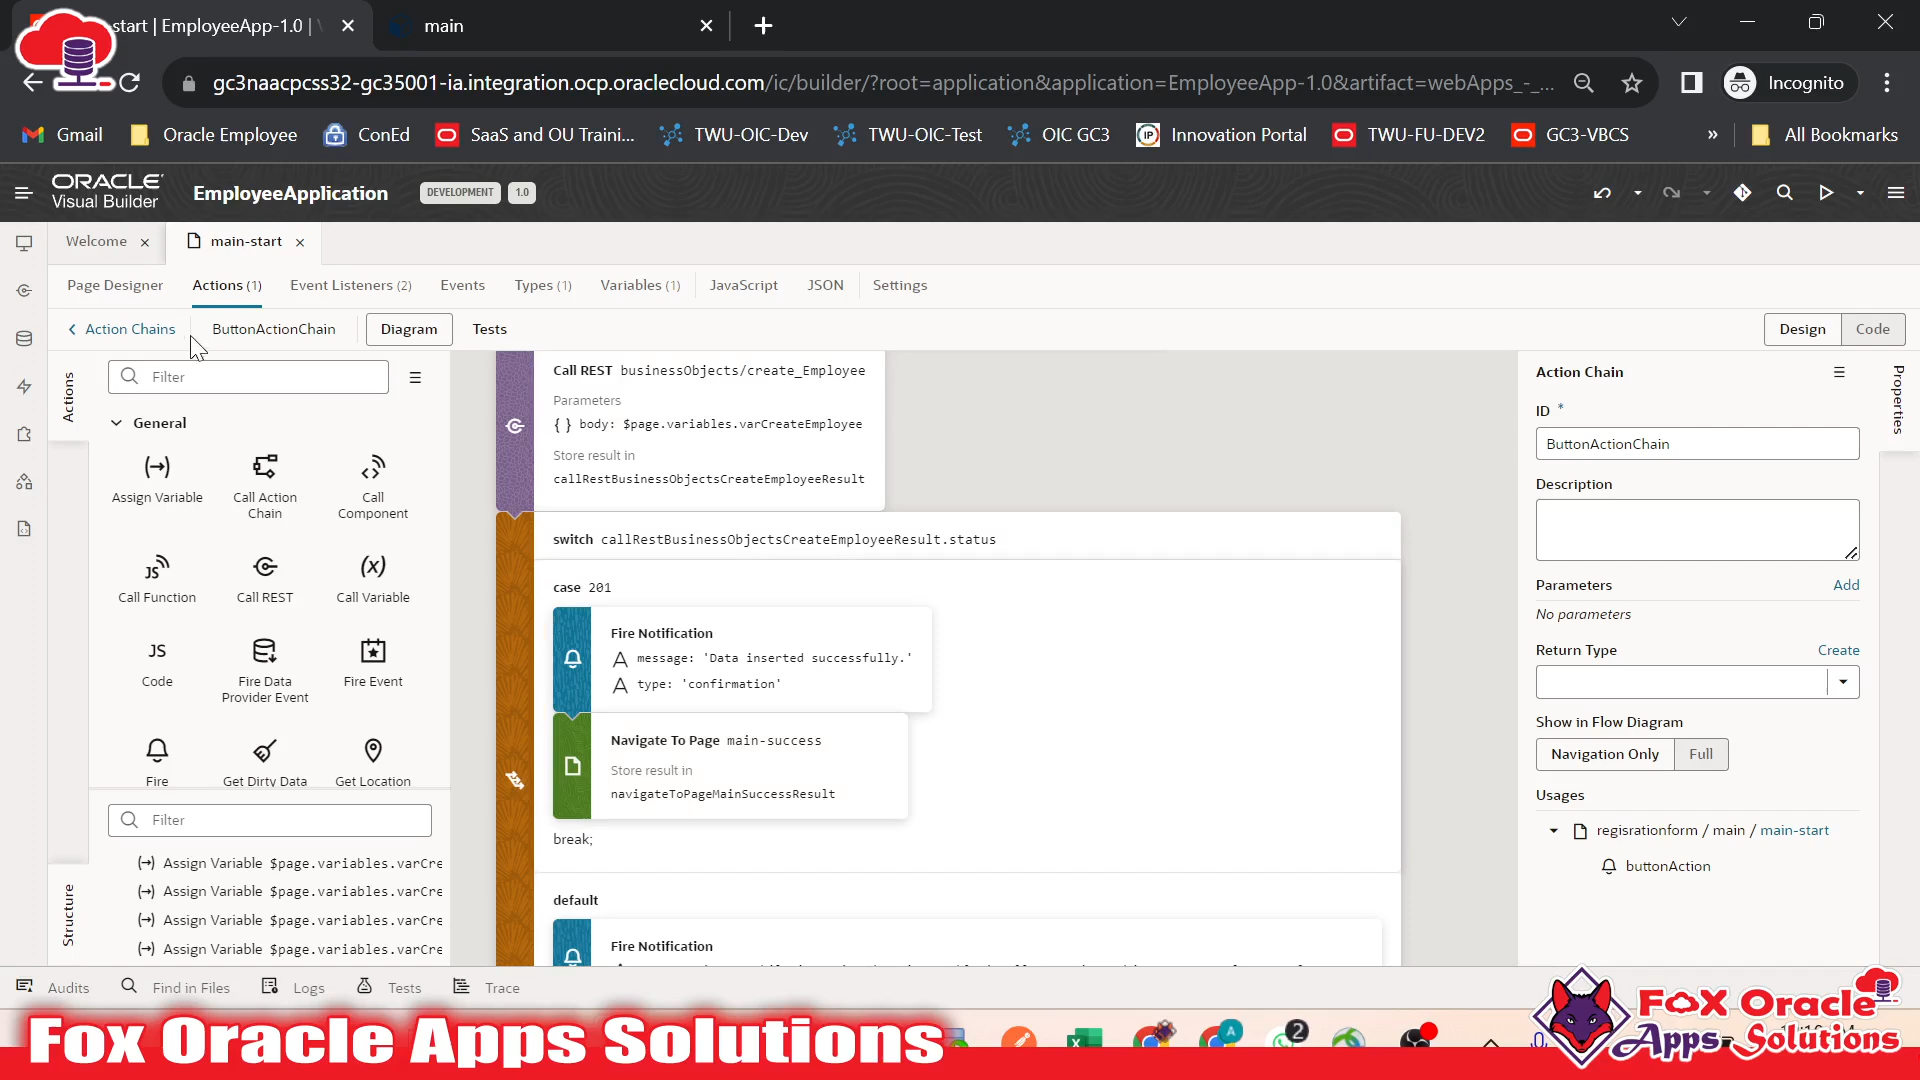 start | EmployeeApp-1.0 |
main
gc3naacpcss32-gc35001-ia.integration.ocp.oraclecloud.com/ic/builder/?root=application&application=EmployeeApp-1.0&artifact=webApps_-_-...
Incognito
Gmail
Oracle Employee
ConEd
SaaS and OU Traini...
TWU-OIC-Dev
TWU-OIC-Test
OIC GC3
IP
Innovation Portal
TWU-FU-DEV2
GC3-VBCS
»
All Bookmarks
ORACLE
Visual Builder
EmployeeApplication
DEVELOPMENT
1.0
Welcome
main-start
Page Designer
Actions (1)
Event Listeners (2)
Events
Types (1)
Variables (1)
JavaScript
JSON
Settings
Action Chains
ButtonActionChain
Diagram
Tests
Design
Code
Actions
Filter
General
Assign Variable
Call Action
Chain
Call
Component
Call Function
Call REST
(x)
Call Variable
JS
Code
Fire Data
Provider Event
Fire Event
Fire
Get Dirty Data
Get Location
Structure
Filter
Assign Variable $page.variables.varCre
Assign Variable $page.variables.varCre
Assign Variable $page.variables.varCre
Assign Variable $page.variables.varCre
Call REST businessObjects/create_Employee
Parameters
{ } body: $page.variables.varCreateEmployee
Store result in
callRestBusinessObjectsCreateEmployeeResult
switch callRestBusinessObjectsCreateEmployeeResult.status
case 201
Fire Notification
A message: 'Data inserted successfully.'
A type: 'confirmation'
Navigate To Page main-success
Store result in
navigateToPageMainSuccessResult
break;
default
Fire Notification
Action Chain
Properties
ID *
ButtonActionChain
Description
Parameters
Add
No parameters
Return Type
Create
Show in Flow Diagram
Navigation Only
Full
Usages
regisrationform / main / main-start
buttonAction
Audits
Find in Files
Logs
Tests
Trace
Fox Oracle Apps Solutions
A
2
Fox Oracle
Apps Solutions